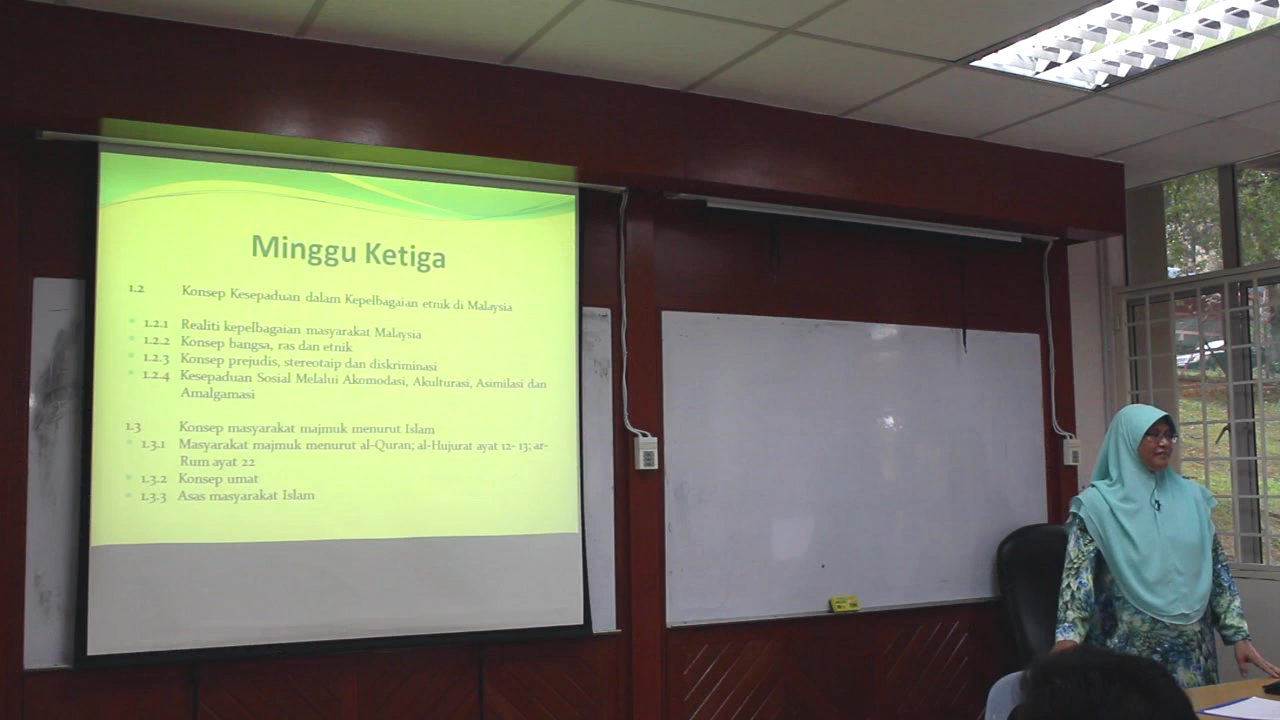 Minggu Ketiga
1.2 Konsep Kesepaduan dalam Kepelbagaian etnik di Malaysia
1.2.1 Realiti kepelbagaian masyarakat Malaysia
1.2.2 Konsep bangsa, ras dan etnik
1.2.3 Konsep prejudis, stereotaip dan diskriminasi
1.2.4 Kesepaduan Sosial Melalui Akomodasi, Akulturasi, Asimilasi dan
Amalgamasi
1.3 Konsep masyarakat majmuk menurut Islam
1.3.1 Masyarakat majmuk menurut al-Quran; al-Hujurat ayat 12- 13; ar-
Rum ayat 22
1.3.2 Konsep umat
1.3.3 Asas masyarakat Islam